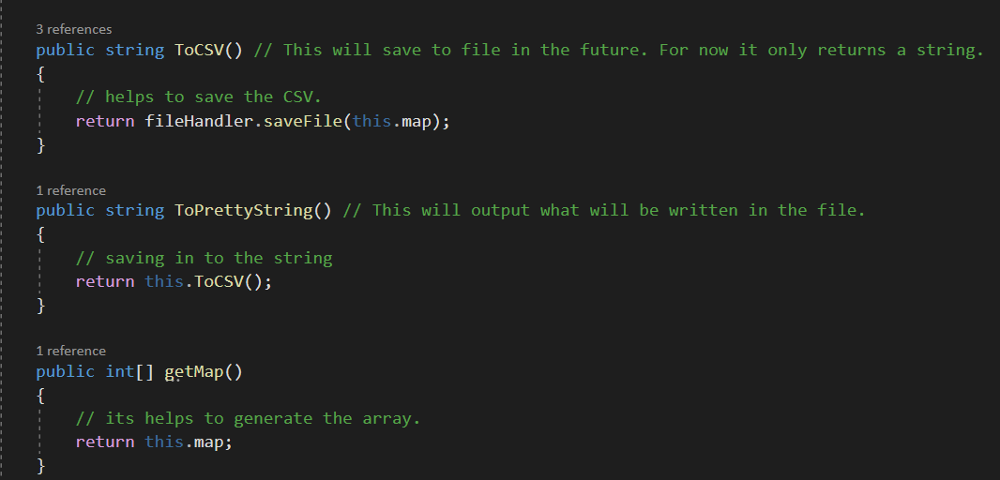 3 references
public string ToCSV() // This will save to file in the future. For now it only returns a string.
{
// helps to save the CSV.
return fileHandler.saveFile(this.map);
}
1 reference
public string ToPrettyString() // This will output what will be written in the file.
{
// saving in to the string
return this.ToCSV();
}
1 reference
public int[] getMap()
{
// its helps to generate the array.
return this.map;
}